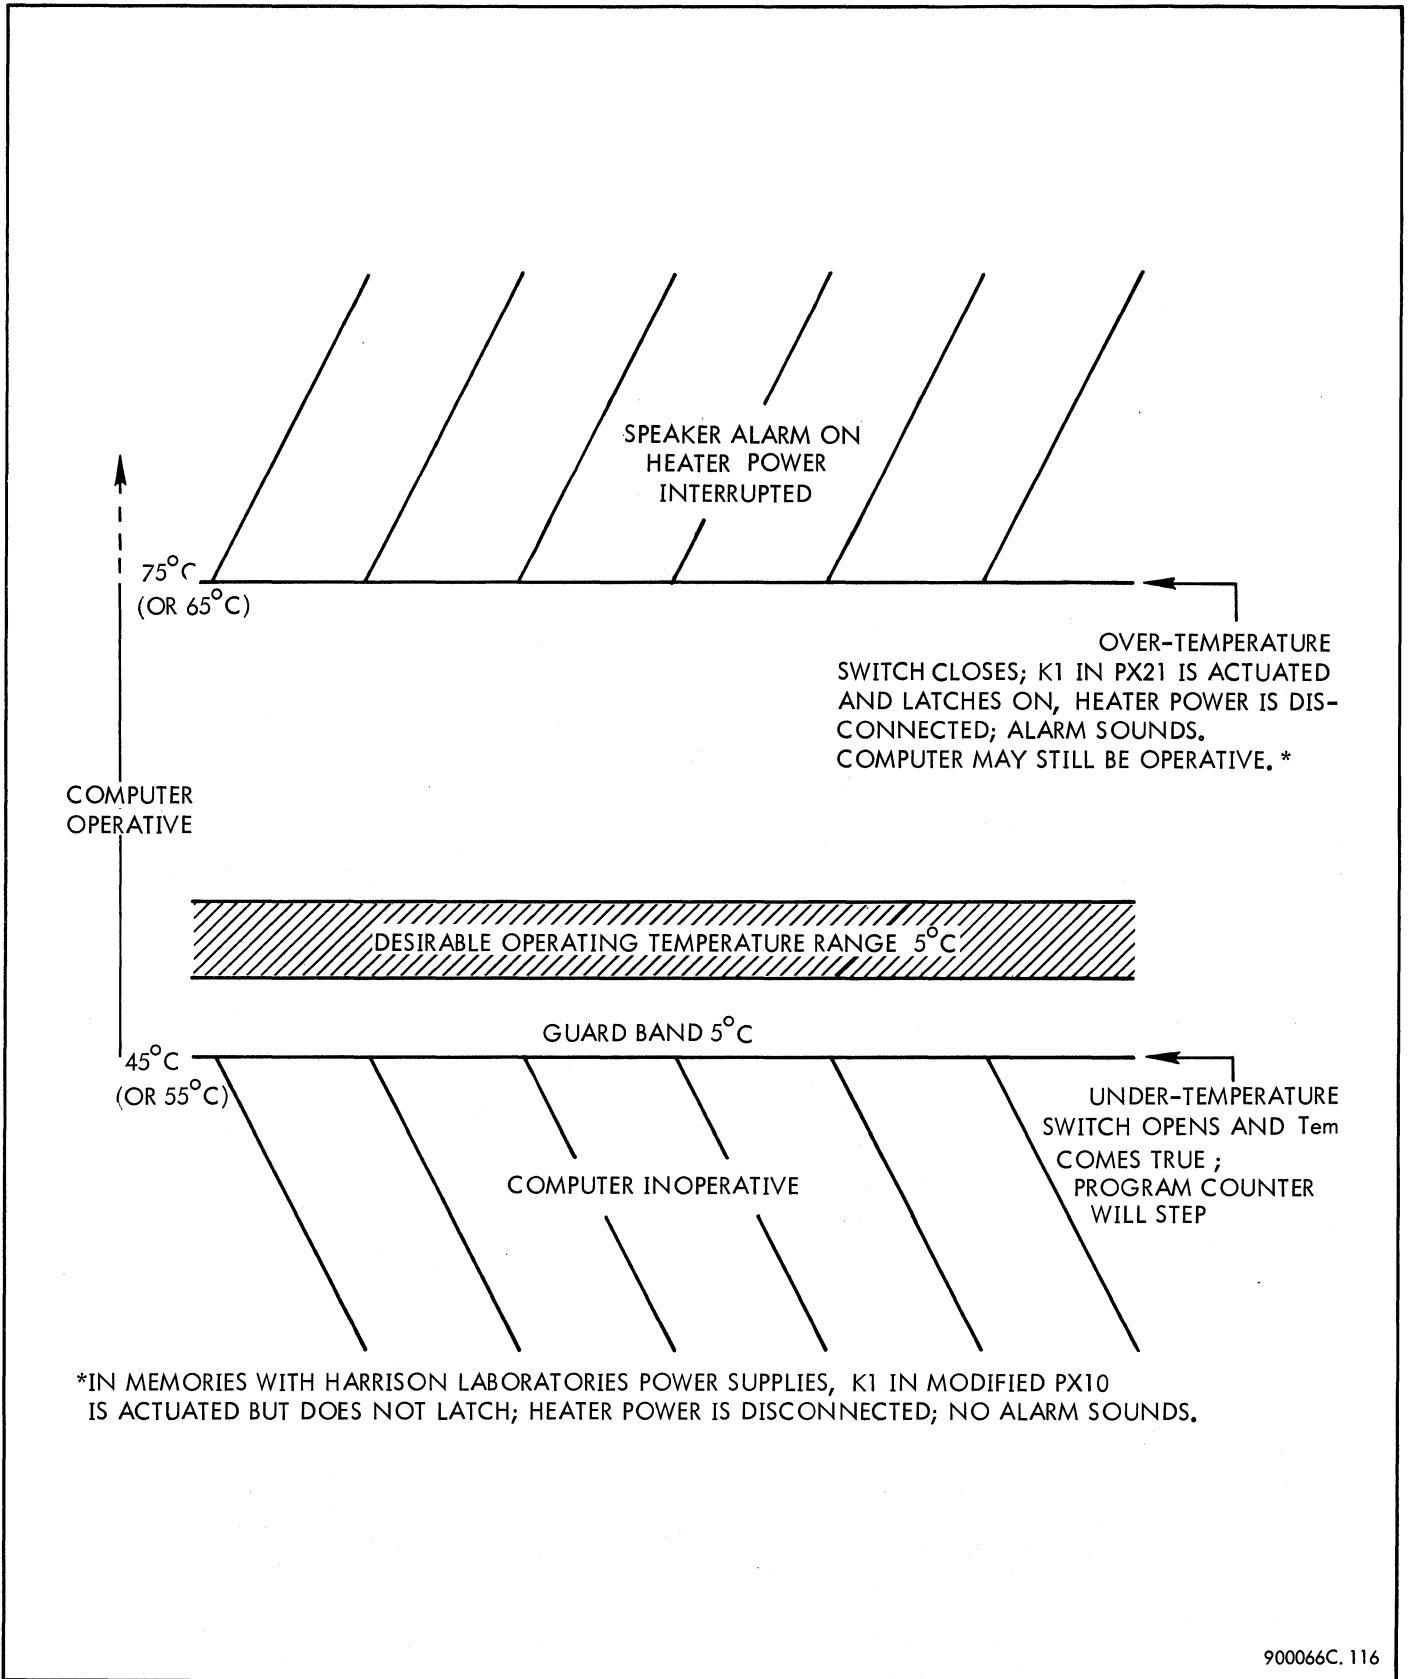 SPEAKER ALARM ON
HEATER POWER
INTERRUPTED
75°C
(OR 65°C)
OVER-TEMPERATURE
SWITCH CLOSES; K1 IN PX21 IS ACTUATED
AND LATCHES ON, HEATER POWER IS DIS-
CONNECTED; ALARM SOUNDS.
COMPUTER MAY STILL BE OPERATIVE. *
COMPUTER
OPERATIVE
DESIRABLE OPERATING TEMPERATURE RANGE 5°C
GUARD BAND 5°C
45°C
(OR 55°C)
UNDER-TEMPERATURE
SWITCH OPENS AND Tem
COMES TRUE ;
PROGRAM COUNTER
WILL STEP
COMPUTER INOPERATIVE
*IN MEMORIES WITH HARRISON LABORATORIES POWER SUPPLIES, K1 IN MODIFIED PX10
IS ACTUATED BUT DOES NOT LATCH; HEATER POWER IS DISCONNECTED; NO ALARM SOUNDS.
900066C. 116